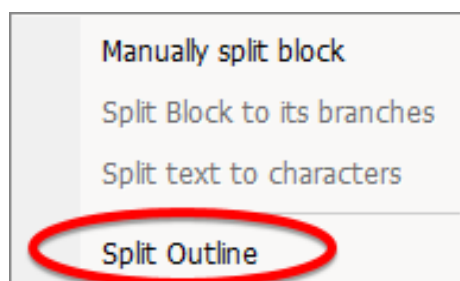 Manually split block
Split Block to its branches
Split text to characters
Split Outline